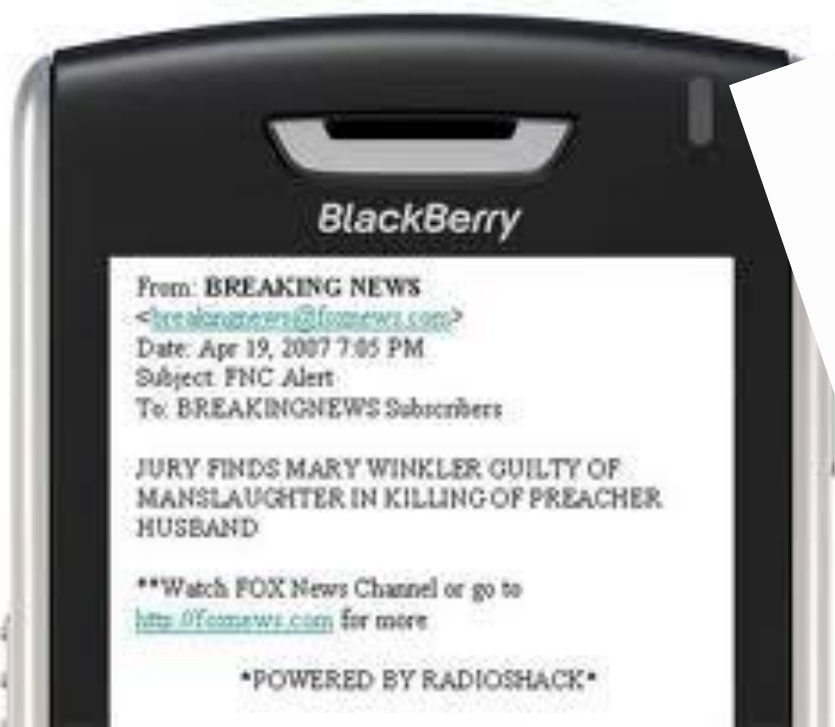 BlackBerry
From: BREAKING NEWS
<breakingnews@foxnews.com>
Date: Apr 19, 2007 7:05 PM
Subject: FNC Alert
To: BREAKINGNEWS Subscribers
JURY FINDS MARY WINKLER GUILTY OF
MANSLAUGHTER IN KILLING OF PREACHER
HUSBAND
**Watch FOX News Channel or go to
http://foxnews.com for more
*POWERED BY RADIOSHACK*